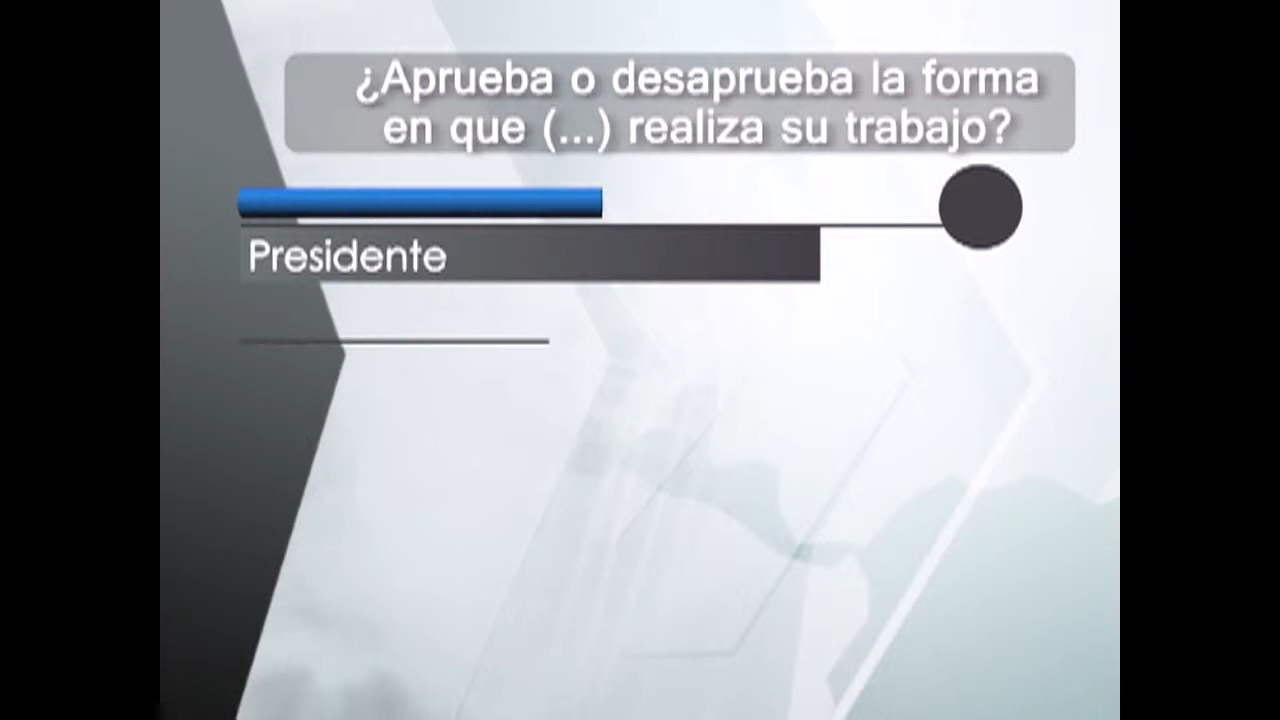 ¿Aprueba o desaprueba la forma
en que (...) realiza su trabajo?
Presidente